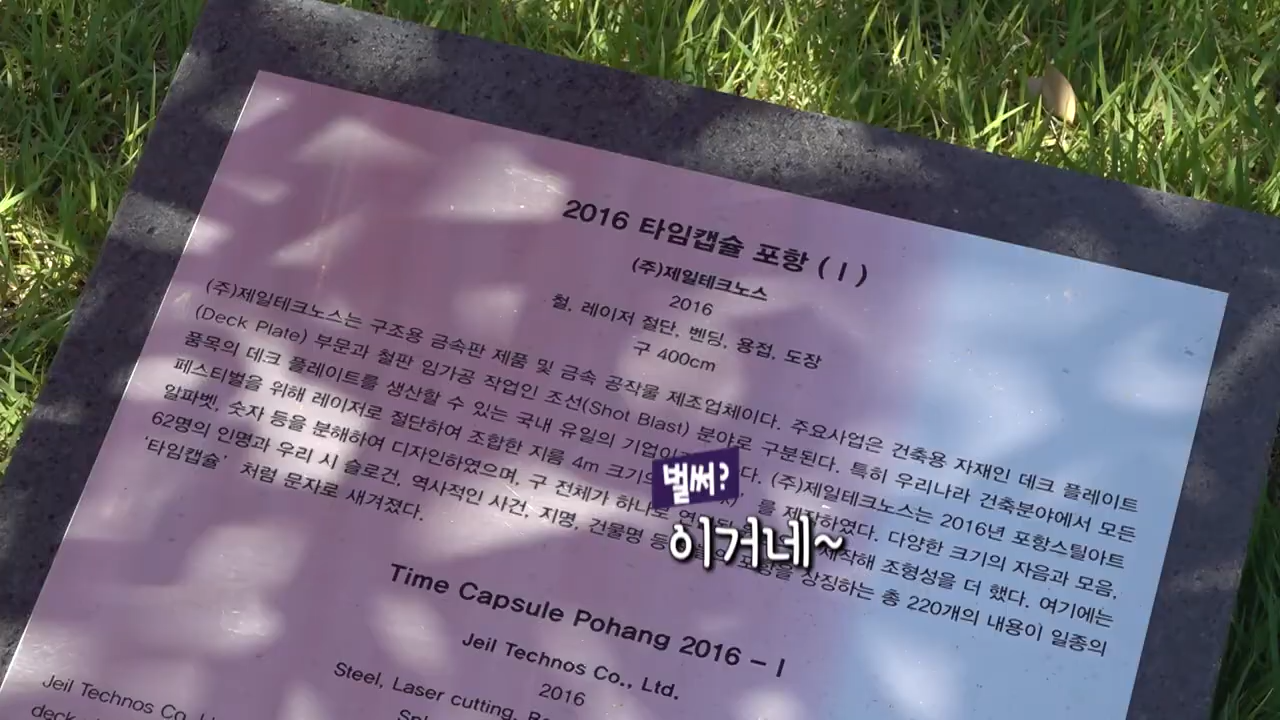 2016 타임캡슐 포항 ( I )
(주)제일테크노스
2016
철, 레이저 절단, 벤딩, 용접, 도장
구 400cm
(주)제일테크노스는 구조용 금속판 제품 및 금속 공작물 제조업체이다. 주요사업은 건축용 자재인 데크 플레이트
(Deck Plate) 부문과 철판 임가공 작업인 조선(Shot Blast) 분야로 구분된다. 특히 우리나라 건축분야에서 모든
품목의 데크 플레이트를 생산할 수 있는 국내 유일의 기업이 다. (주)제일테크노스는 2016년 포항스틸아트
페스티벌을 위해 레이저로 절단하여 조합한 지름 4m 크기의 를 제작하였다. 다양한 크기의 자음과 모음,
알파벳, 숫자 등을 분해하여 디자인하였으며, 구 전체가 하나로 제작해 조형성을 더 했다. 여기에는
62명의 인명과 우리 시 슬로건, 역사적인 사건, 지명, 건물명 등 포항을 상징하는 총 220개의 내용이 일종의
‘타임캡슐’ 처럼 문자로 새겨졌다.
벌써?
이거네~
Time Capsule Pohang 2016 – I
Jeil Technos Co., Ltd.
2016
Steel, Laser cutting,
Jeil Technos Co